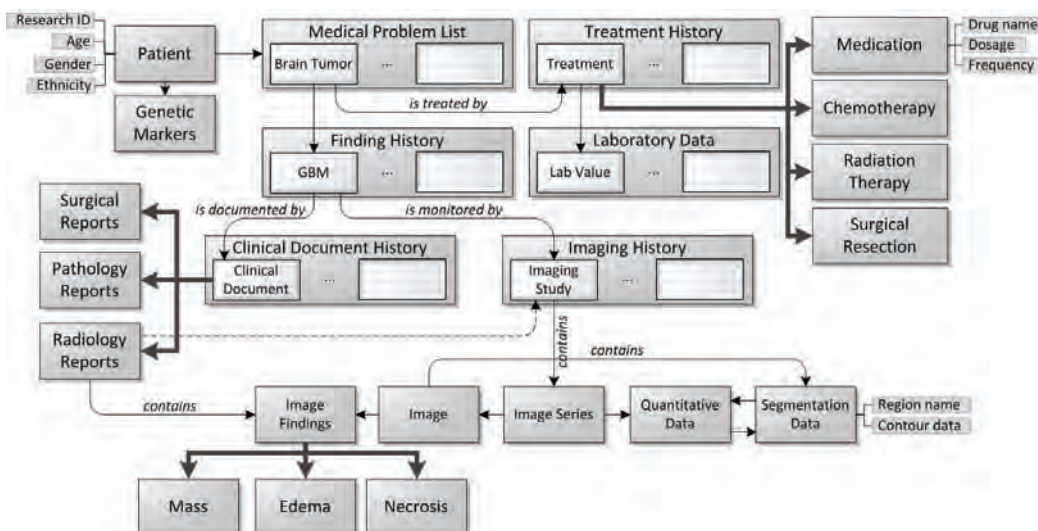 Research ID
Age
Gender
Ethnicity
Patient
Genetic
Markers
Medical Problem List
Brain Tumor
...
Treatment History
Treatment
...
is treated by
Medication
Drug name
Dosage
Frequency
Chemotherapy
Radiation
Therapy
Surgical
Resection
Finding History
GBM
...
Laboratory Data
Lab Value
...
is documented by
is monitored by
Surgical
Reports
Pathology
Reports
Radiology
Reports
Clinical Document History
Clinical
Document
...
Imaging History
Imaging
Study
...
contains
contains
contains
Image
Findings
Image
Image Series
Quantitative
Data
Segmentation
Data
Region name
Contour data
Mass
Edema
Necrosis